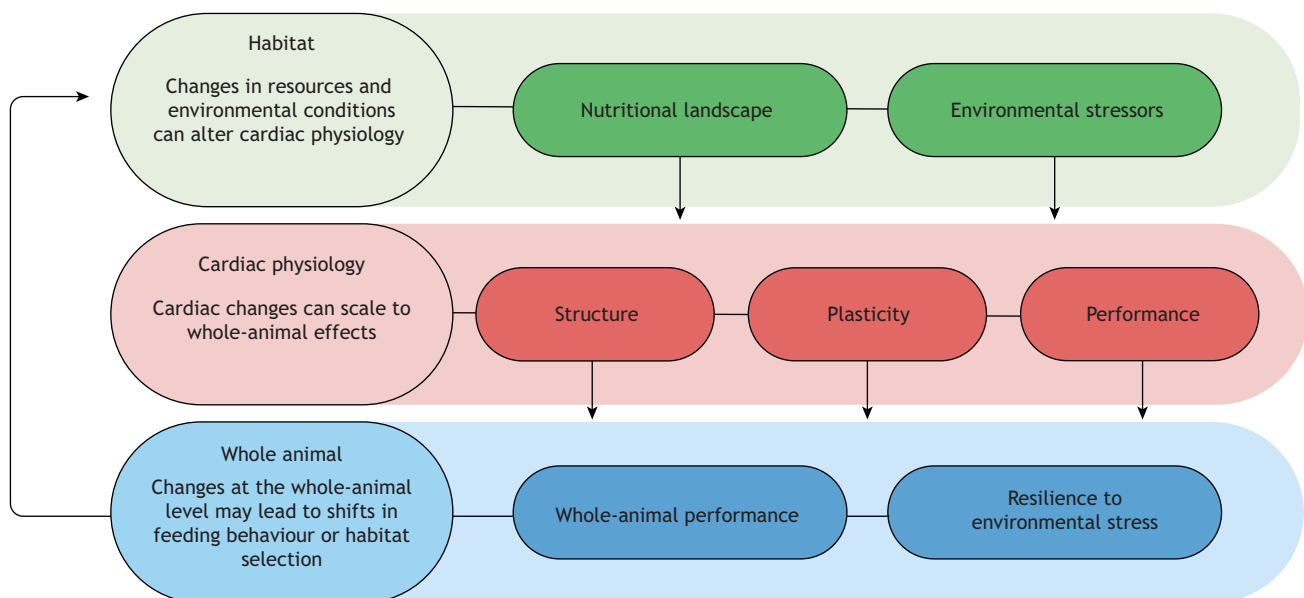 Habitat
Changes in resources and
environmental conditions
can alter cardiac physiology
Nutritional landscape
Environmental stressors
Cardiac physiology
Cardiac changes can scale to
whole-animal effects
Structure
Plasticity
Performance
Whole animal
Changes at the whole-animal
level may lead to shifts in
feeding behaviour or habitat
selection
Whole-animal performance
Resilience to
environmental stress